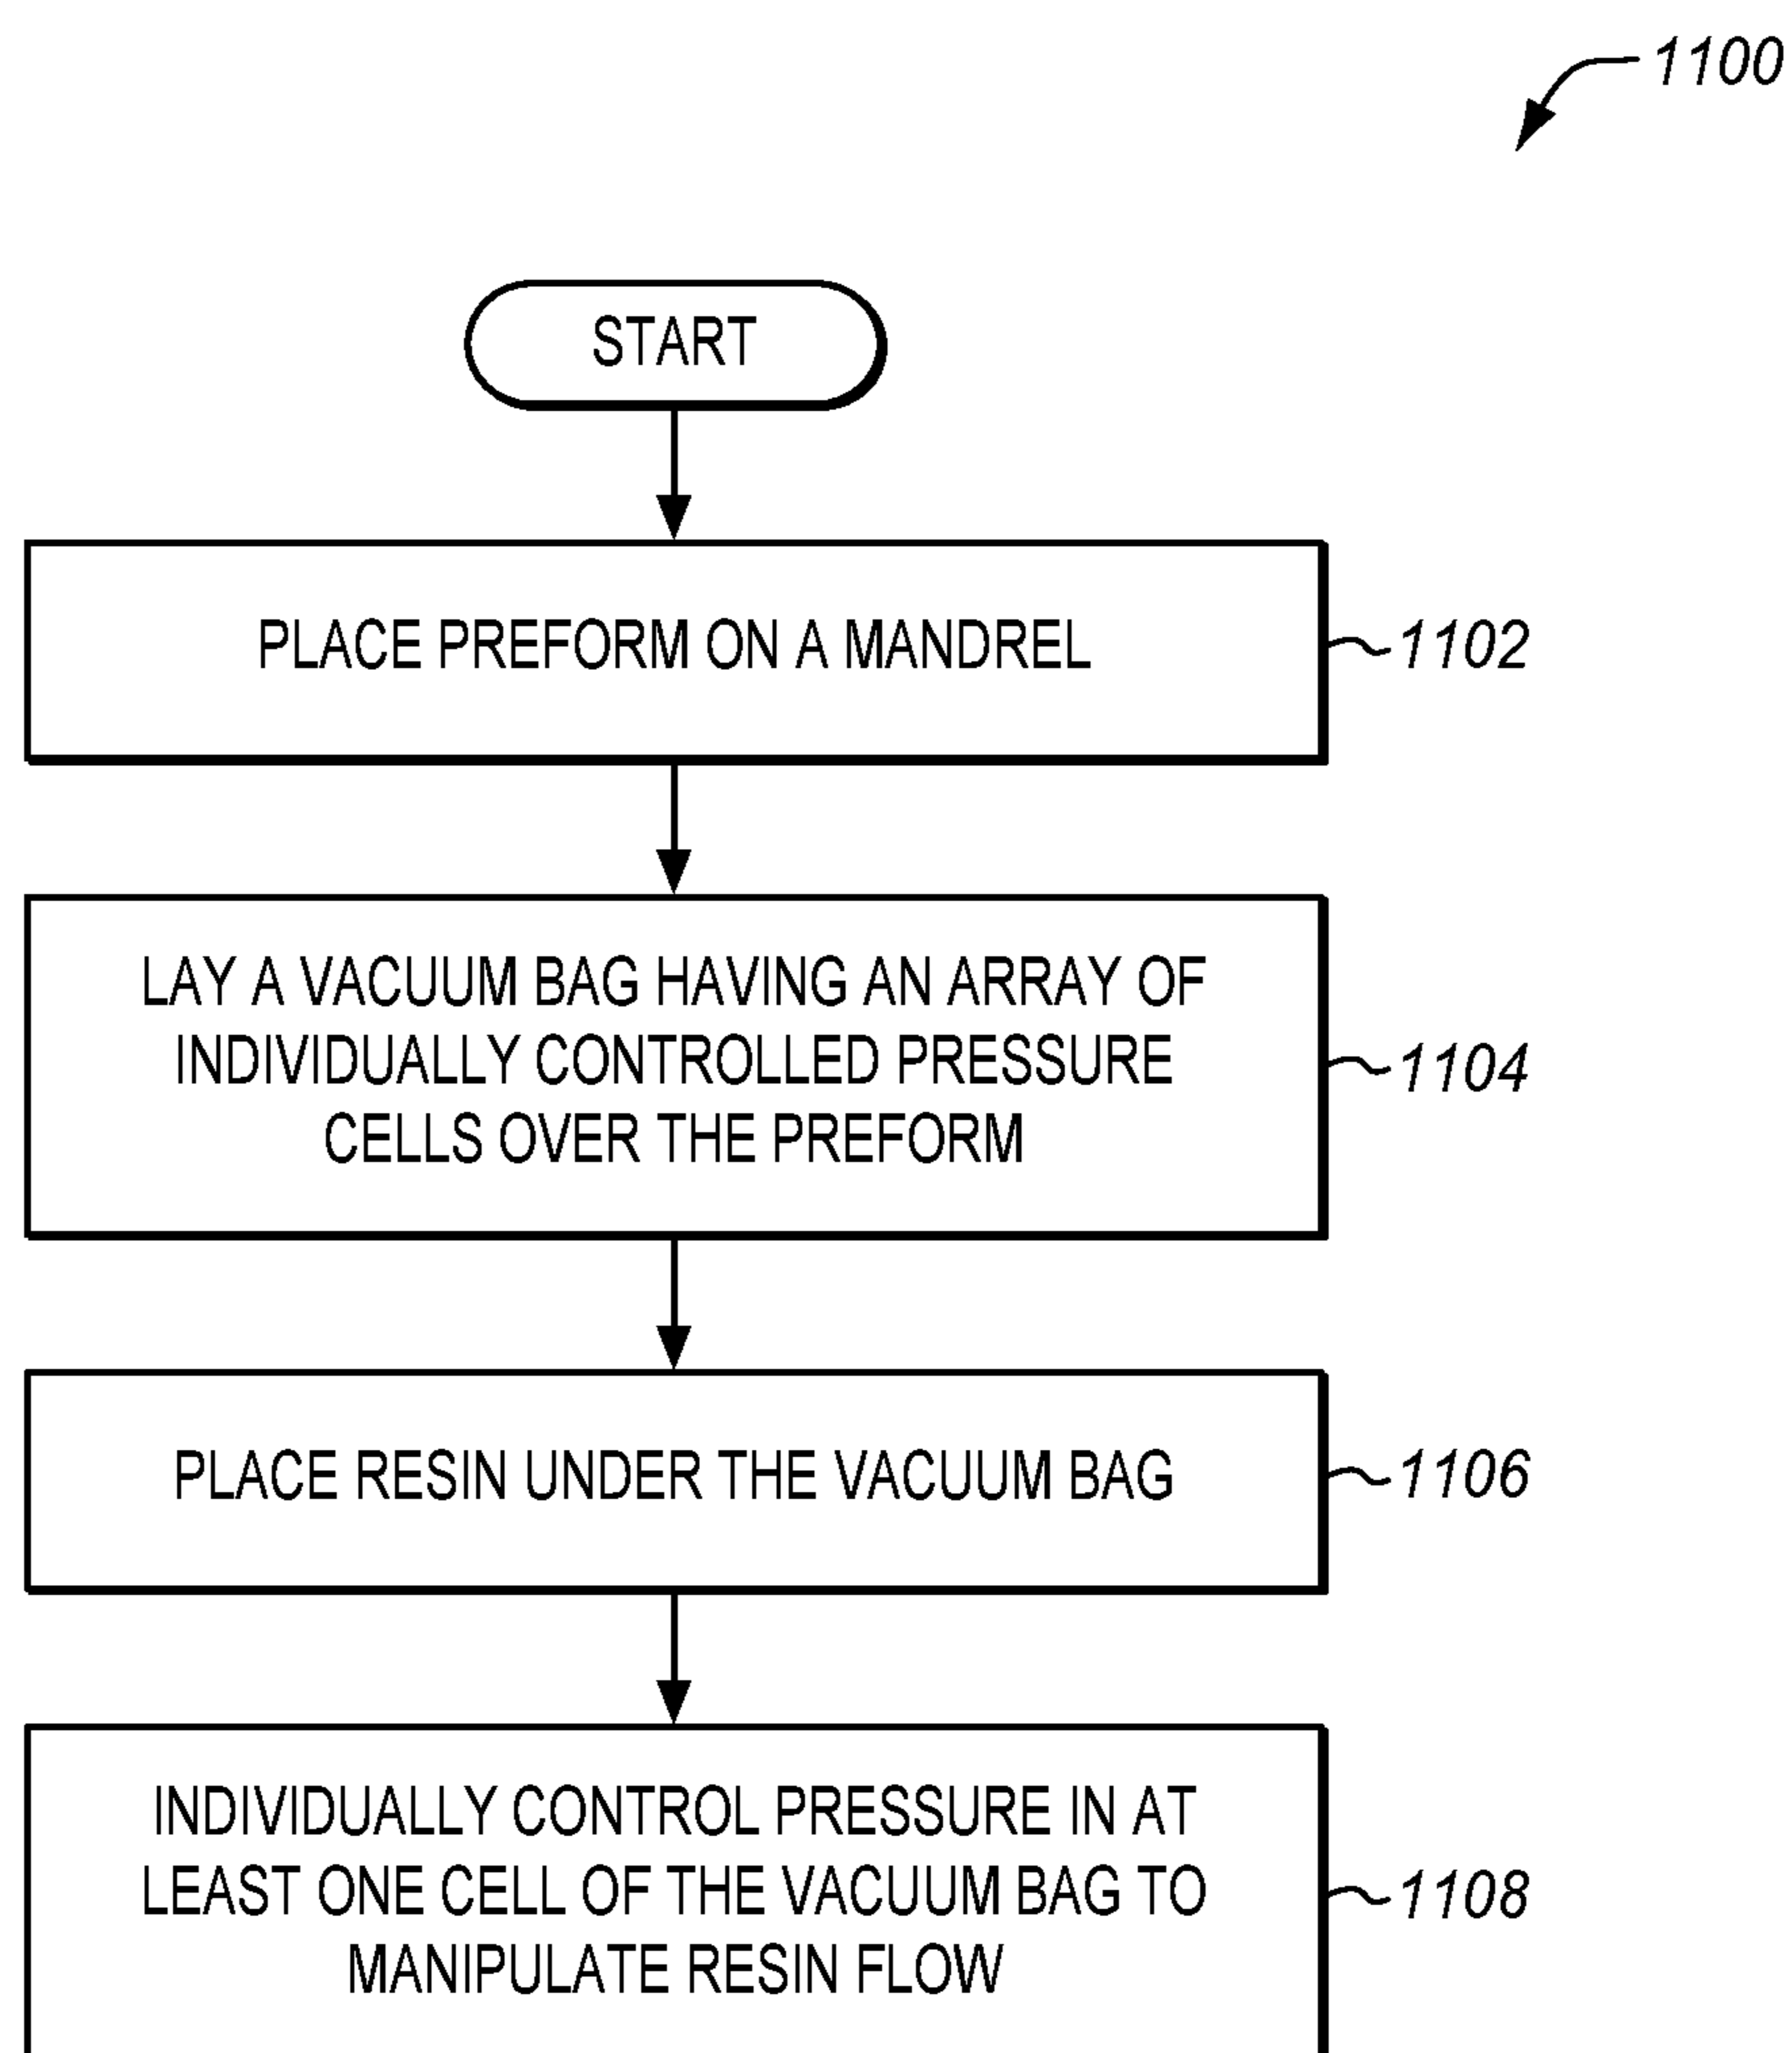 1100
START
PLACE PREFORM ON A MANDREL
1102
LAY A VACUUM BAG HAVING AN ARRAY OF
INDIVIDUALLY CONTROLLED PRESSURE
CELLS OVER THE PREFORM
1104
PLACE RESIN UNDER THE VACUUM BAG
1106
INDIVIDUALLY CONTROL PRESSURE IN AT
LEAST ONE CELL OF THE VACUUM BAG TO
MANIPULATE RESIN FLOW
1108